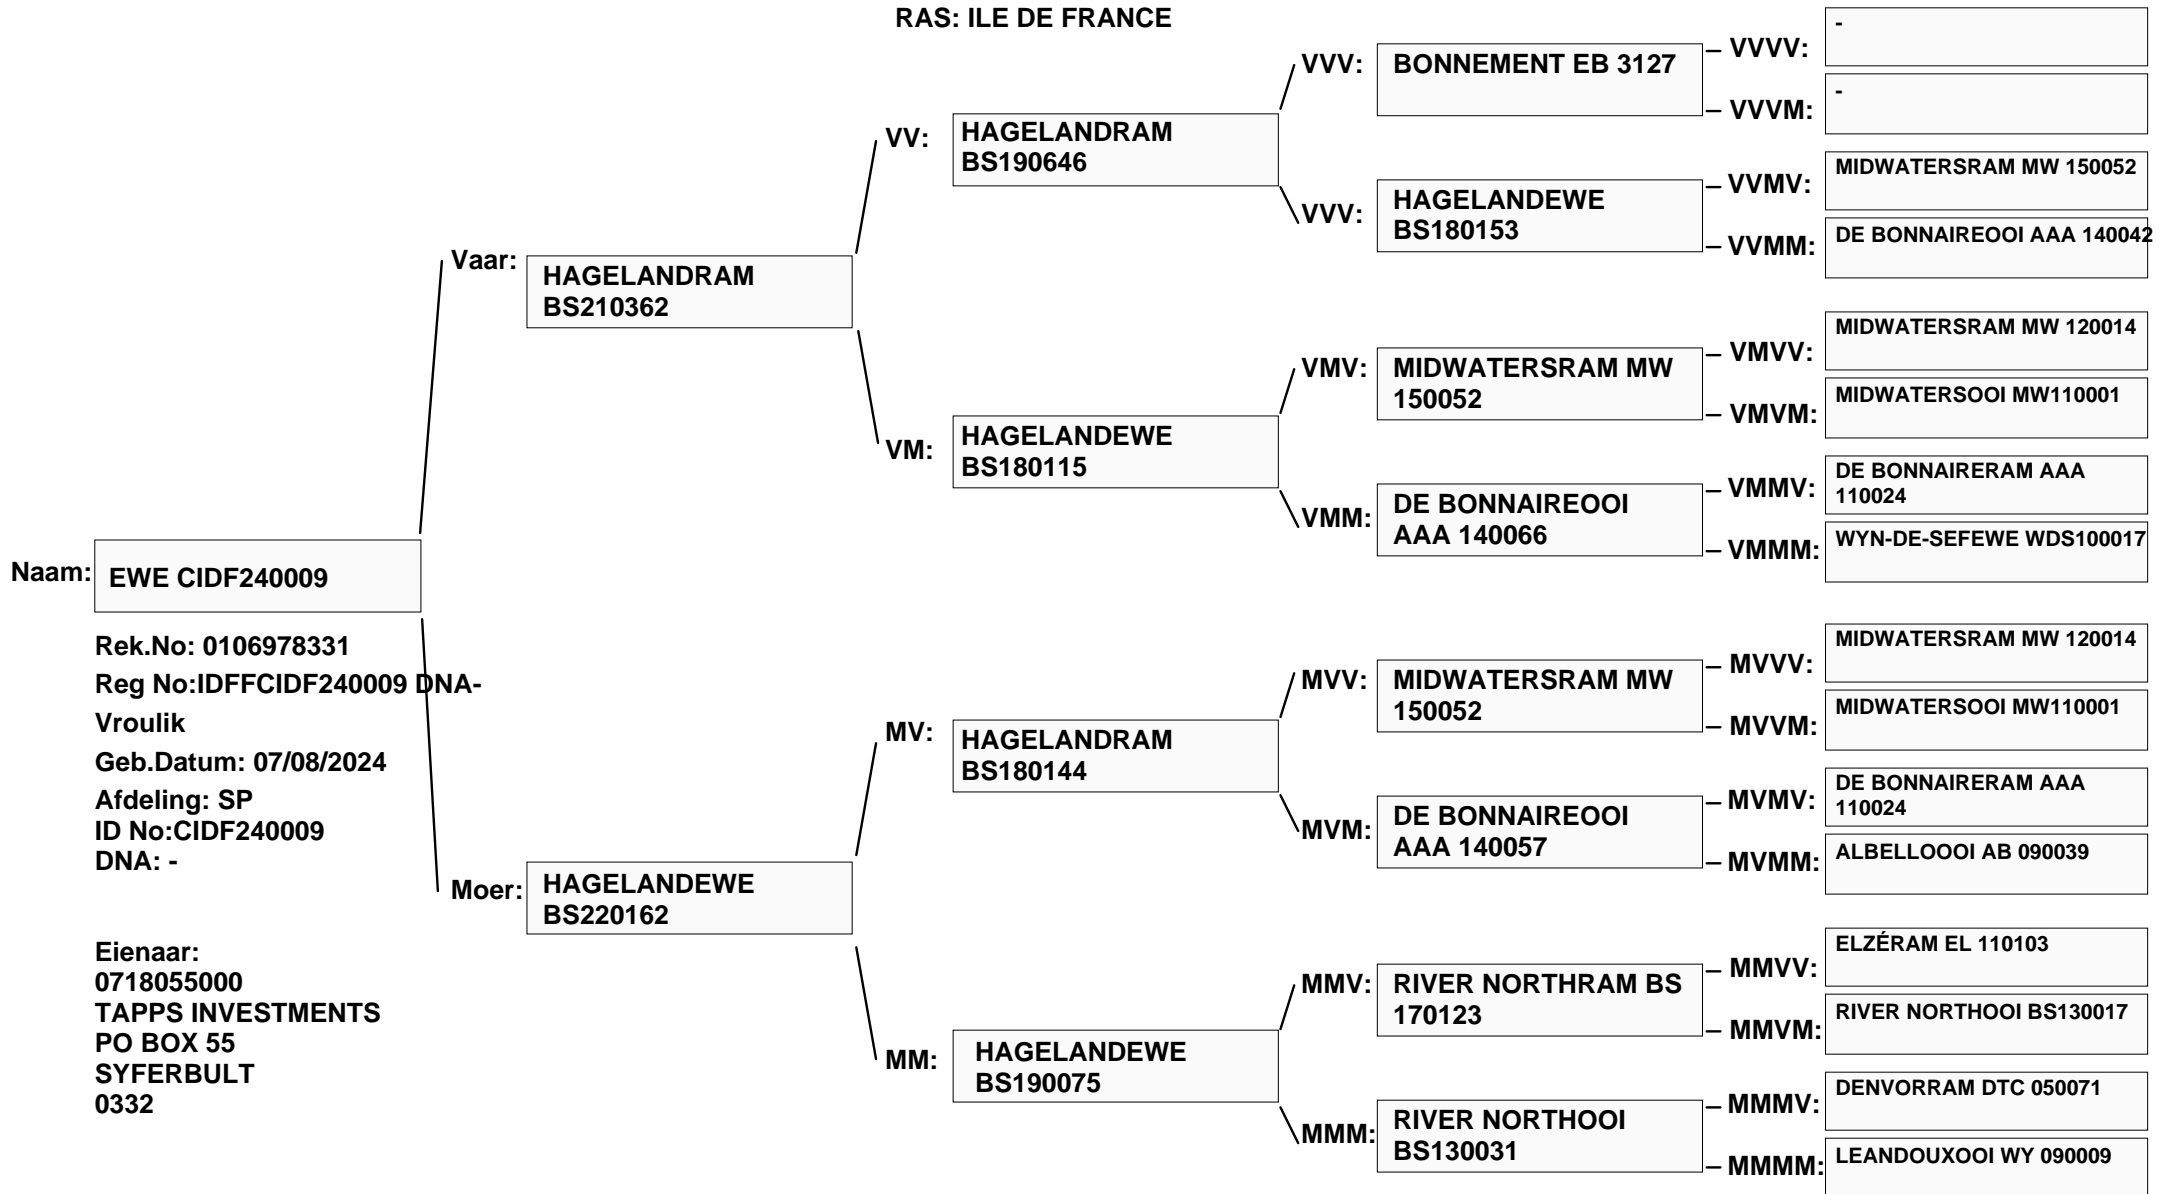 RAS: ILE DE FRANCE
Naam:
EWE CIDF240009
Rek.No: 0106978331
Reg No:IDFFCIDF240009 DNA-
Vroulik
Geb.Datum: 07/08/2024
Afdeling: SP
ID No:CIDF240009
DNA: -
Eienaar:
0718055000
TAPPS INVESTMENTS
PO BOX 55
SYFERBULT
0332
Vaar:
HAGELANDRAM
BS210362
Moer:
HAGELANDEWE
BS220162
VV:
HAGELANDRAM
BS190646
VM:
HAGELANDEWE
BS180115
MV:
HAGELANDRAM
BS180144
MM:
HAGELANDEWE
BS190075
VVV:
BONNEMENT EB 3127
VVV:
HAGELANDEWE
BS180153
VMV:
MIDWATERSRAM MW
150052
VMM:
DE BONNAIREOOI
AAA 140066
MVV:
MIDWATERSRAM MW
150052
MVM:
DE BONNAIREOOI
AAA 140057
MMV:
RIVER NORTHRAM BS
170123
MMM:
RIVER NORTHOOI
BS130031
VVVV:
-
VVVM:
-
VVMV:
MIDWATERSRAM MW 150052
VVMM:
DE BONNAIREOOI AAA 140042
VMVV:
MIDWATERSRAM MW 120014
VMVM:
MIDWATERSOOI MW110001
VMMV:
DE BONNAIRERAM AAA
110024
VMMM:
WYN-DE-SEFEWE WDS100017
MVVV:
MIDWATERSRAM MW 120014
MVVM:
MIDWATERSOOI MW110001
MVMV:
DE BONNAIRERAM AAA
110024
MVMM:
ALBELLOOOI AB 090039
MMVV:
ELZÉRAM EL 110103
MMVM:
RIVER NORTHOOI BS130017
MMMV:
DENVORRAM DTC 050071
MMMM:
LEANDOUXOOI WY 090009